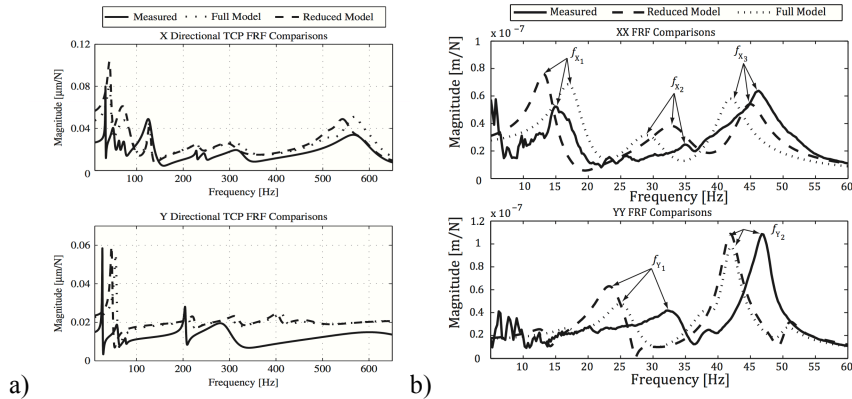 Measured Full Model Reduced Model
X Directional TCP FRF Comparisons
Magnitude [µm/N]
0.12
0.08
0.04
0
100 200 300 400 500 600
Frequency [Hz]
Y Directional TCP FRF Comparisons
Magnitude [µm/N]
0.06
0.04
0.02
0
100 200 300 400 500 600
Frequency [Hz]
a)
Measured Reduced Model Full Model
x 10⁻⁷ XX FRF Comparisons
Magnitude [m/N]
1
0.8
0.6
0.4
0.2
0
fX1
fX2
fX3
10 15 20 25 30 35 40 45 50 55 60
Frequency [Hz]
x 10⁻⁷ YY FRF Comparisons
Magnitude [m/N]
1.2
1
0.8
0.6
0.4
0.2
0
fY1
fY2
10 15 20 25 30 35 40 45 50 55 60
Frequency [Hz]
b)